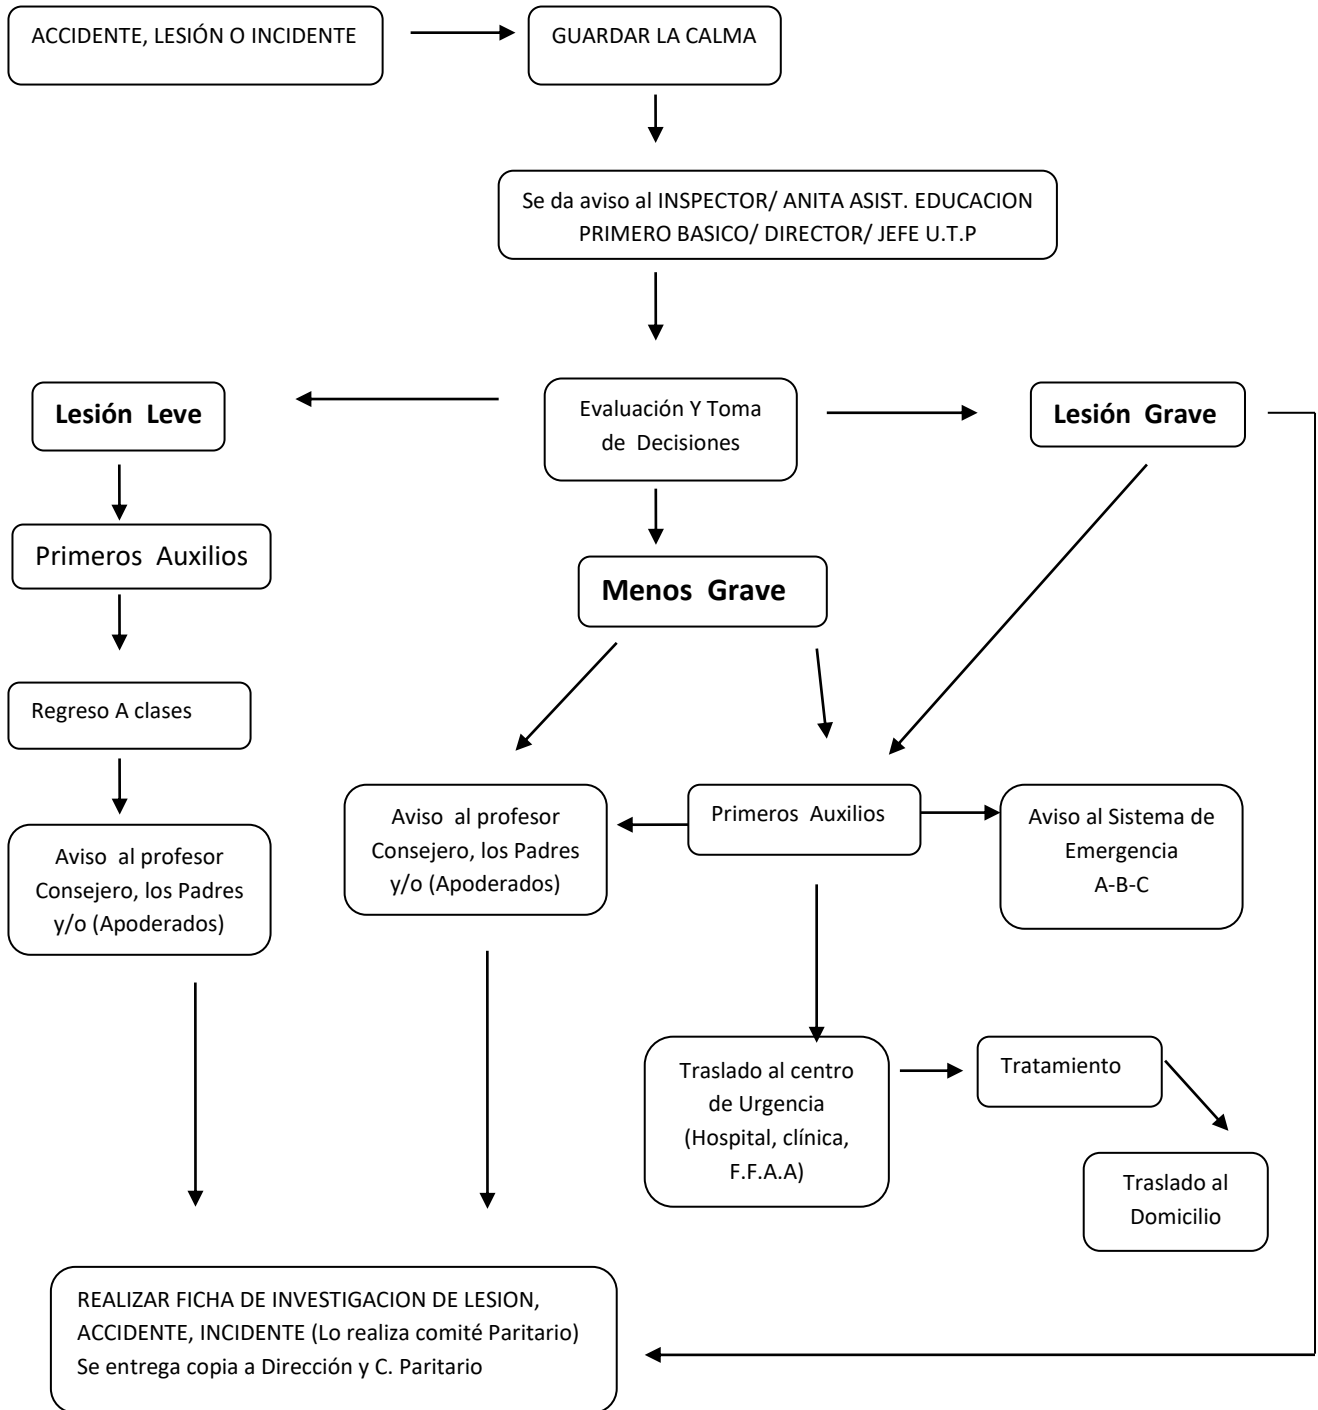 ACCIDENTE, LESIÓN O INCIDENTE
GUARDAR LA CALMA
Se da aviso al INSPECTOR/ ANITA ASIST. EDUCACION
PRIMERO BASICO/ DIRECTOR/ JEFE U.T.P
Lesión Leve
Evaluación Y Toma
de Decisiones
Lesión Grave
Primeros Auxilios
Menos Grave
Regreso A clases
Aviso al profesor
Consejero, los Padres
y/o (Apoderados)
Aviso al profesor
Consejero, los Padres
y/o (Apoderados)
Primeros Auxilios
Aviso al Sistema de
Emergencia
A-B-C
Traslado al centro
de Urgencia
(Hospital, clínica,
F.F.A.A)
Tratamiento
Traslado al
Domicilio
REALIZAR FICHA DE INVESTIGACION DE LESION,
ACCIDENTE, INCIDENTE (Lo realiza comité Paritario)
Se entrega copia a Dirección y C. Paritario